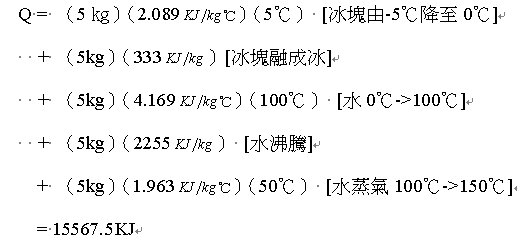 Q = （5 kg）(2.089 KJ/kg℃)（5℃） [冰塊由-5℃降至 0℃]
＋ （5kg）(333 KJ/kg) [冰塊融成冰]
＋ （5kg）(4.169 KJ/kg℃)（100℃） [水 0℃->100℃]
＋ （5kg）(2255 KJ/kg) [水沸騰]
＋ （5kg）(1.963 KJ/kg℃)（50℃） [水蒸氣 100℃->150℃]
= 15567.5KJ